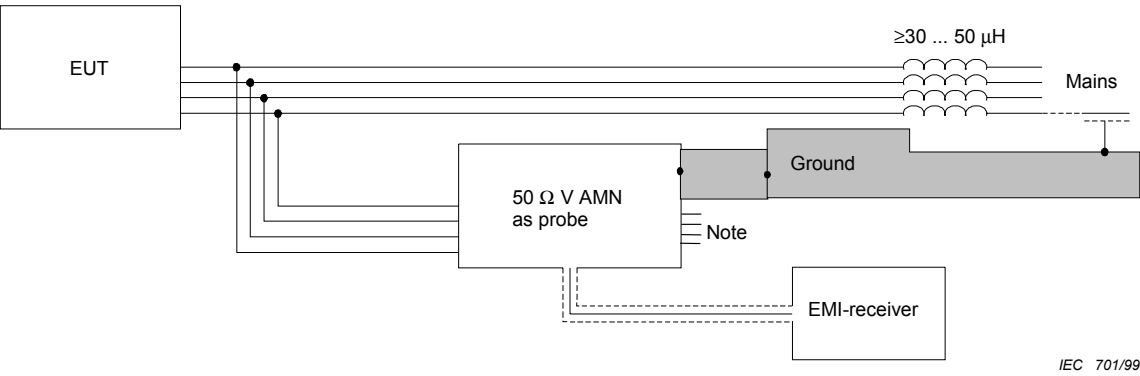 ≥30 ... 50 μH
EUT
Mains
Ground
50 Ω V AMN
as probe
Note
EMI-receiver
IEC 701/99